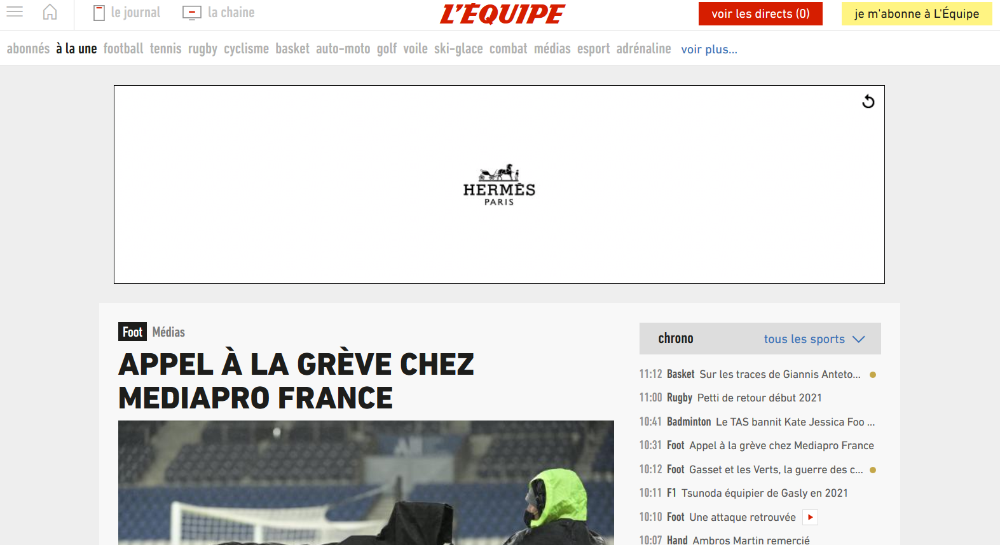 le journal
la chaine
L'ÉQUIPE
voir les directs (0)
je m'abonne à L'Équipe
abonnés à la une football tennis rugby cyclisme basket auto-moto golf voile ski-glace combat médias esport adrénaline voir plus...
HERMÈS
PARIS
Foot Médias
APPEL À LA GRÈVE CHEZ
MEDIAPRO FRANCE
chrono tous les sports
11:12 Basket Sur les traces de Giannis Anteto...
11:00 Rugby Petti de retour début 2021
10:41 Badminton Le TAS bannit Kate Jessica Foo ...
10:31 Foot Appel à la grève chez Mediapro France
10:12 Foot Gasset et les Verts, la guerre des c...
10:11 F1 Tsunoda équipier de Gasly en 2021
10:10 Foot Une attaque retrouvée
10:07 Hand Ambros Martin remercié